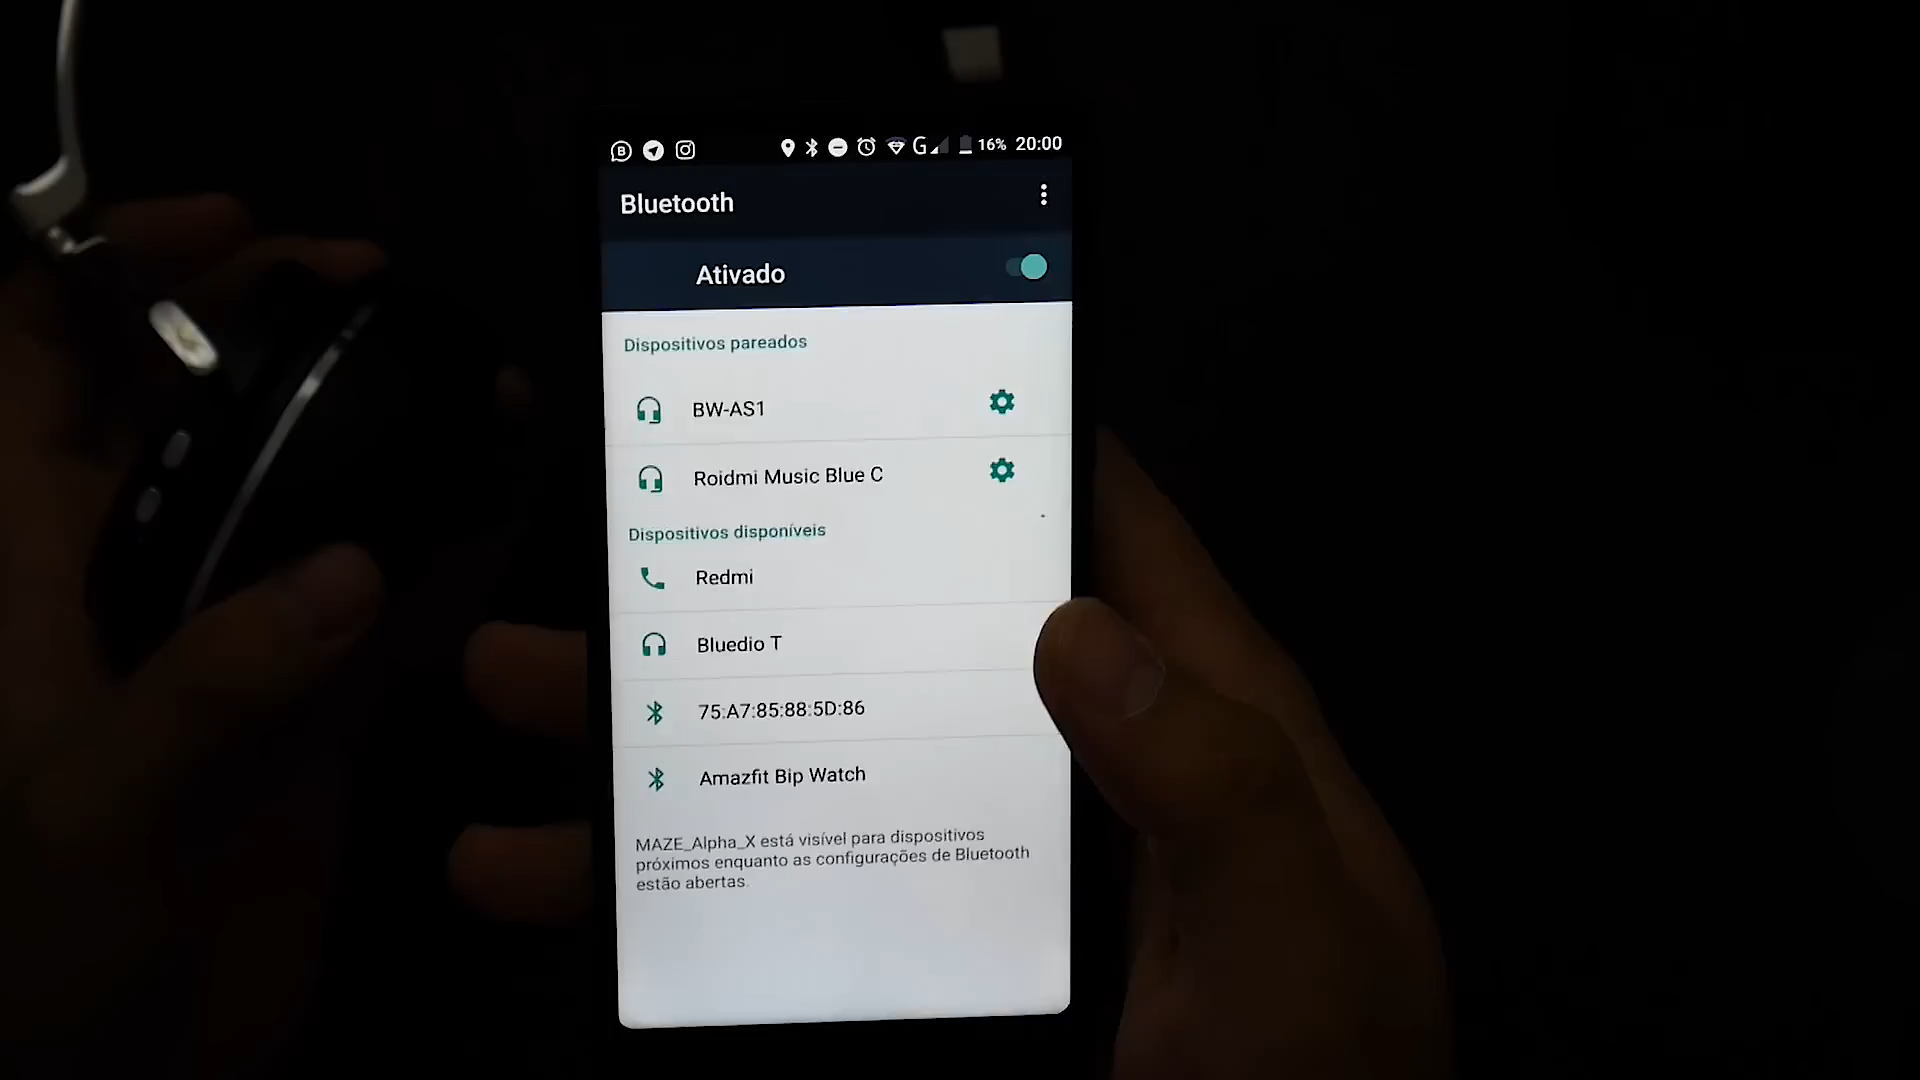 G 16% 20:00
Bluetooth
Ativado
Dispositivos pareados
BW-AS1
Roidmi Music Blue C
Dispositivos disponíveis
Redmi
Bluedio T
75:A7:85:88:5D:86
Amazfit Bip Watch
MAZE_Alpha_X está visível para dispositivos
próximos enquanto as configurações de Bluetooth
estão abertas.